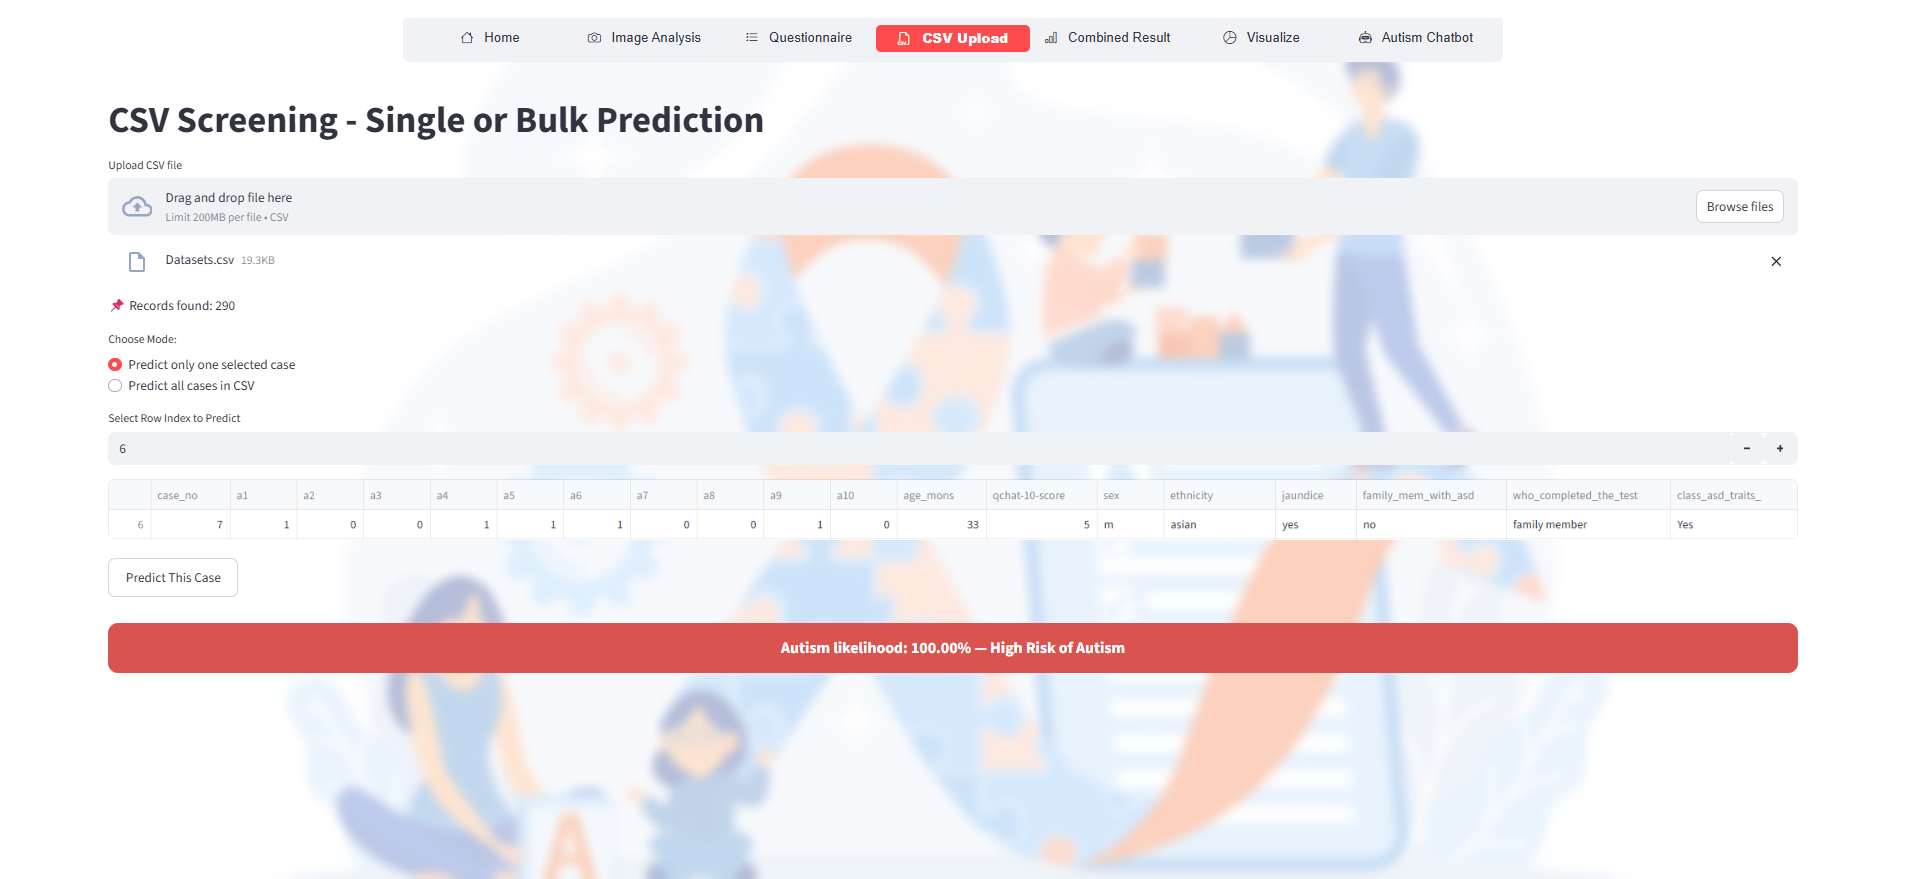 Home Image Analysis Questionnaire CSV Upload Combined Result Visualize Autism Chatbot
CSV Screening - Single or Bulk Prediction
Upload CSV file
Drag and drop file here
Limit 200MB per file • CSV
Browse files
Datasets.csv 19.3KB
Records found: 290
Choose Mode:
Predict only one selected case
Predict all cases in CSV
Select Row Index to Predict
6
case_no a1 a2 a3 a4 a5 a6 a7 a8 a9 a10 age_mons qchat-10-score sex ethnicity jaundice family_mem_with_asd who_completed_the_test class_asd_traits_
6 7 1 0 0 1 1 1 0 0 1 0 33 5 m asian yes no family member Yes
Predict This Case
Autism likelihood: 100.00% — High Risk of Autism
A